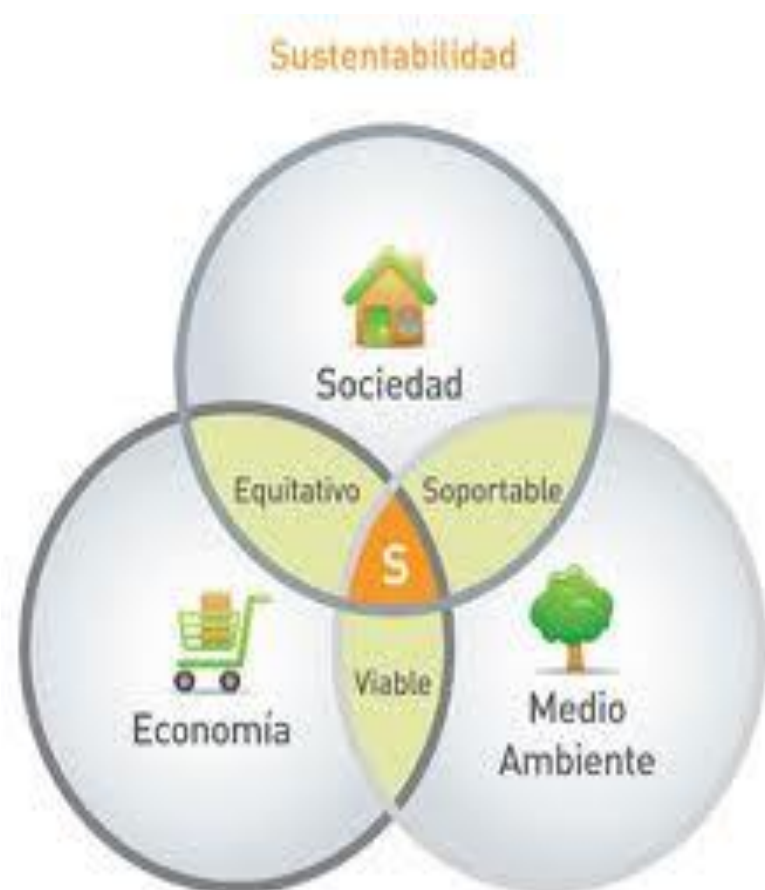 Sustentabilidad
Sociedad
Equitativo
Soportable
S
Viable
Economía
Medio
Ambiente